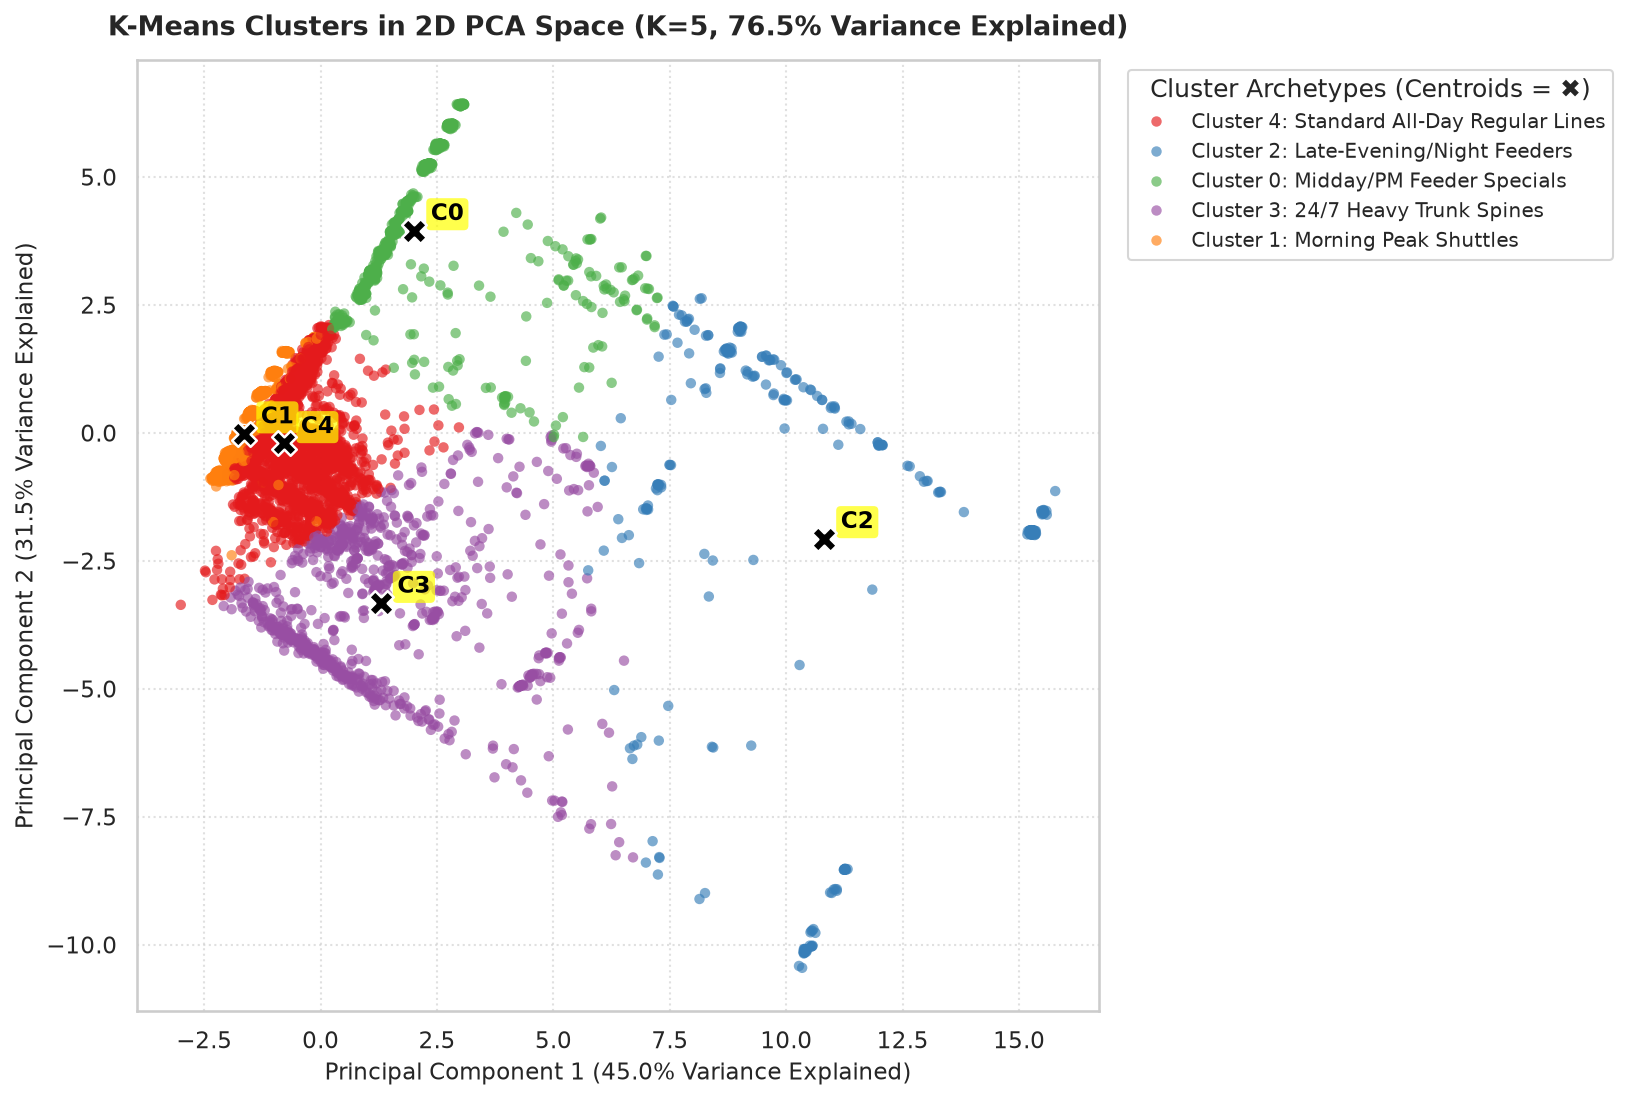 K-Means Clusters in 2D PCA Space (K=5, 76.5% Variance Explained)
Cluster Archetypes (Centroids = ✖)
Cluster 4: Standard All-Day Regular Lines
Cluster 2: Late-Evening/Night Feeders
Cluster 0: Midday/PM Feeder Specials
Cluster 3: 24/7 Heavy Trunk Spines
Cluster 1: Morning Peak Shuttles
Principal Component 2 (31.5% Variance Explained)
5.0
2.5
0.0
−2.5
−5.0
−7.5
−10.0
C0
C1
C4
C2
C3
−2.5
0.0
2.5
5.0
7.5
10.0
12.5
15.0
Principal Component 1 (45.0% Variance Explained)